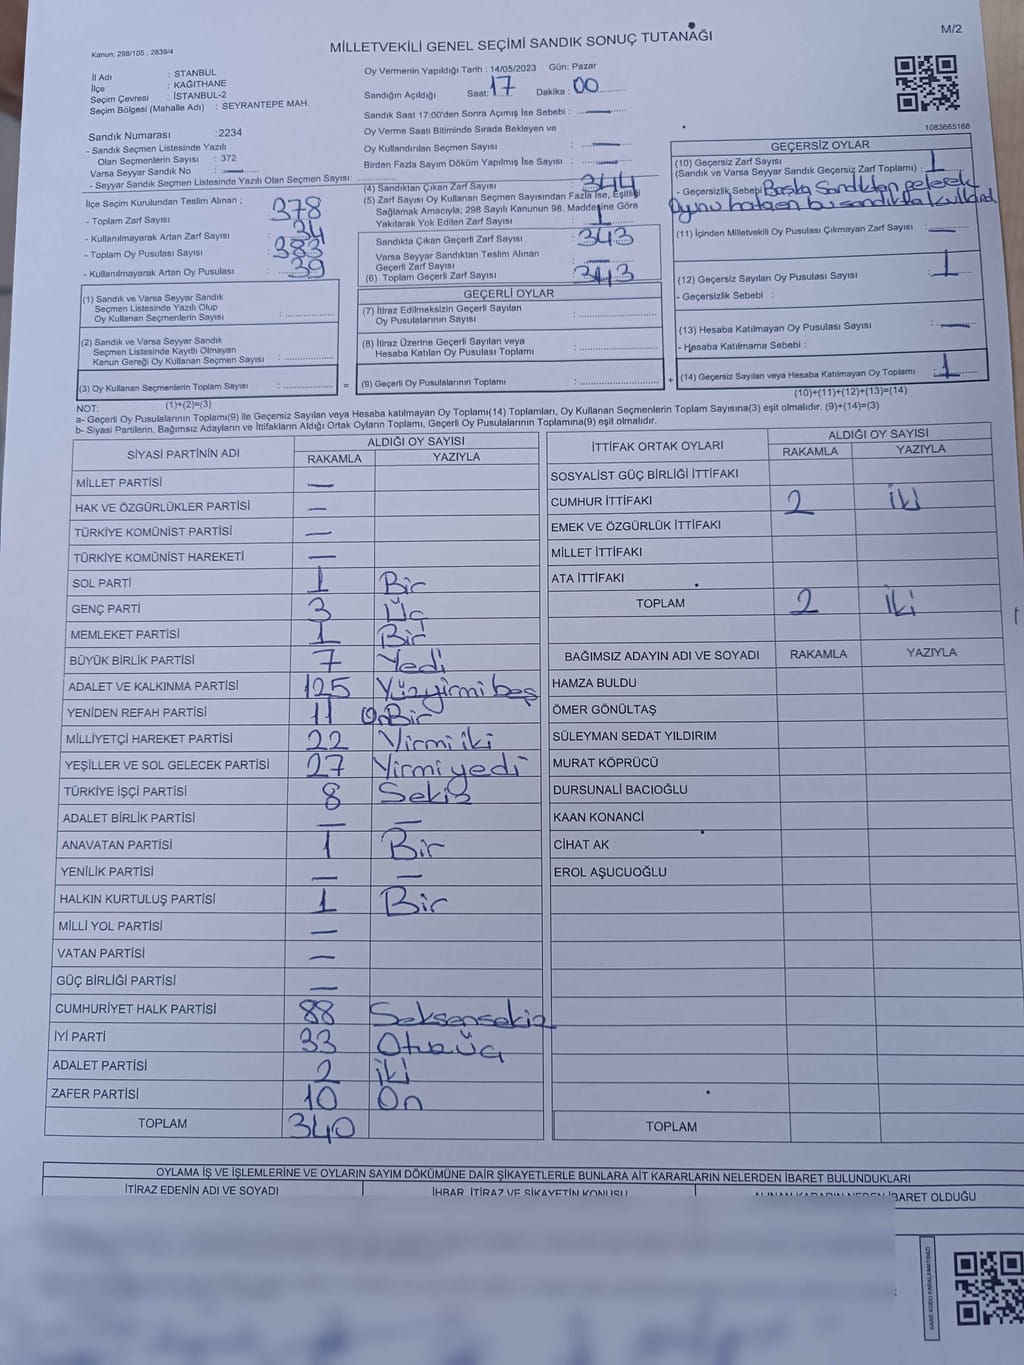 M/2
Kanun; 298/105 , 2839/4
MİLLETVEKİLİ GENEL SEÇİMİ SANDIK SONUÇ TUTANAĞI
İl Adı : STANBUL
İlçe : KAĞITHANE
Seçim Çevresi : İSTANBUL-2
Seçim Bölgesi (Mahalle Adı) : SEYRANTEPE MAH.
Sandık Numarası :2234
- Sandık Seçmen Listesinde Yazılı
Olan Seçmenlerin Sayısı : 372
Varsa Seyyar Sandık No : —
- Seyyar Sandık Seçmen Listesinde Yazılı Olan Seçmen Sayısı:
İlçe Seçim Kurulundan Teslim Alınan ;
- Toplam Zarf Sayısı : 378
- Kullanılmayarak Artan Zarf Sayısı : 34
- Toplam Oy Pusulası Sayısı : 383
- Kullanılmayarak Artan Oy Pusulası : 39
Oy Vermenin Yapıldığı Tarih : 14/05/2023 Gün: Pazar
Sandığın Açıldığı Saat: 17 Dakika : 00
Sandık Saat 17:00'den Sonra Açımış İse Sebebi : —
Oy Verme Saati Bitiminde Sırada Bekleyen ve
Oy Kullandırılan Seçmen Sayısı : —
Birden Fazla Sayım Döküm Yapılmış İse Sayısı : —
(4) Sandıktan Çıkan Zarf Sayısı : 344
(5) Zarf Sayısı Oy Kullanan Seçmen Sayısından Fazla İse, Eşitliği
Sağlamak Amacıyla, 298 Sayılı Kanunun 98. Maddesine Göre
Yakılarak Yok Edilen Zarf Sayısı : 1
Sandıkta Çıkan Geçerli Zarf Sayısı : 343
Varsa Seyyar Sandıktan Teslim Alınan
Geçerli Zarf Sayısı : —
(6) Toplam Geçerli Zarf Sayısı : 343
1083665168
GEÇERSİZ OYLAR
(10) Geçersiz Zarf Sayısı
(Sandık ve Varsa Seyyar Sandık Geçersiz Zarf Toplamı) : 1
- Geçersizlik Sebebi Başka Sandıktan gelerek
Oyunu hataen bu sandıkta kulland
(11) İçinden Milletvekili Oy Pusulası Çıkmayan Zarf Sayısı : —
(12) Geçersiz Sayılan Oy Pusulası Sayısı : 1
- Geçersizlik Sebebi :
(13) Hesaba Katılmayan Oy Pusulası Sayısı : —
- Hesaba Katılmama Sebebi :
(14) Geçersiz Sayılan veya Hesaba Katılmayan Oy Toplamı : 1
(10)+(11)+(12)+(13)=(14)
(1) Sandık ve Varsa Seyyar Sandık
Seçmen Listesinde Yazılı Olup
Oy Kullanan Seçmenlerin Sayısı :
(2) Sandık ve Varsa Seyyar Sandık
Seçmen Listesinde Kayıtlı Olmayan
Kanun Gereği Oy Kullanan Seçmen Sayısı :
(3) Oy Kullanan Seçmenlerin Toplam Sayısı : =
(1)+(2)=(3)
GEÇERLİ OYLAR
(7) İtiraz Edilmeksizin Geçerli Sayılan
Oy Pusulalarının Sayısı :
(8) İtiraz Üzerine Geçerli Sayılan veya
Hesaba Katılan Oy Pusulası Toplamı :
(9) Geçerli Oy Pusulalarının Toplamı : +
NOT:
a- Geçerli Oy Pusulaları Toplamı(9) ile Geçersiz Sayılan veya Hesaba katılmayan Oy Toplamı(14) Toplamları, Oy Kullanan Seçmenlerin Toplam Sayısına(3) eşit olmalıdır. (9)+(14)=(3)
b- Siyasi Partilerin, Bağımsız Adayların ve İttifakların Aldığı Ortak Oyların Toplamı, Geçerli Oy Pusulalarının Toplamına(9) eşit olmalıdır.
SİYASİ PARTİNİN ADI ALDIĞI OY SAYISI
RAKAMLA YAZIYLA
MİLLET PARTİSİ —
HAK VE ÖZGÜRLÜKLER PARTİSİ —
TÜRKİYE KOMÜNİST PARTİSİ —
TÜRKİYE KOMÜNİST HAREKETİ —
SOL PARTİ 1 Bir
GENÇ PARTİ 3 Üç
MEMLEKET PARTİSİ 1 Bir
BÜYÜK BİRLİK PARTİSİ 7 Yedi
ADALET VE KALKINMA PARTİSİ 125 Yüzyirmi beş
YENİDEN REFAH PARTİSİ 11 OnBir
MİLLİYETÇİ HAREKET PARTİSİ 22 Yirmi iki
YEŞİLLER VE SOL GELECEK PARTİSİ 27 Yirmi yedi
TÜRKİYE İŞÇİ PARTİSİ 8 Sekiz
ADALET BİRLİK PARTİSİ — —
ANAVATAN PARTİSİ 1 Bir
YENİLİK PARTİSİ — —
HALKIN KURTULUŞ PARTİSİ 1 Bir
MİLLİ YOL PARTİSİ —
VATAN PARTİSİ —
GÜÇ BİRLİĞİ PARTİSİ —
CUMHURİYET HALK PARTİSİ 88 Seksensekiz
İYİ PARTİ 33 Otuzüç
ADALET PARTİSİ 2 iki
ZAFER PARTİSİ 10 On
TOPLAM 340
İTTİFAK ORTAK OYLARI ALDIĞI OY SAYISI
RAKAMLA YAZIYLA
SOSYALİST GÜÇ BİRLİĞİ İTTİFAKI
CUMHUR İTTİFAKI 2 iki
EMEK VE ÖZGÜRLÜK İTTİFAKI
MİLLET İTTİFAKI
ATA İTTİFAKI
TOPLAM 2 iki
BAĞIMSIZ ADAYIN ADI VE SOYADI RAKAMLA YAZIYLA
HAMZA BULDU
ÖMER GÖNÜLTAŞ
SÜLEYMAN SEDAT YILDIRIM
MURAT KÖPRÜCÜ
DURSUNALİ BACIOĞLU
KAAN KONANCİ
CİHAT AK
EROL AŞUCUOĞLU
TOPLAM
OYLAMA İŞ VE İŞLEMLERİNE VE OYLARIN SAYIM DÖKÜMÜNE DAİR ŞİKAYETLERLE BUNLARA AİT KARARLARIN NELERDEN İBARET BULUNDUKLARI
İTİRAZ EDENİN ADI VE SOYADI İHBAR, İTİRAZ VE ŞİKAYETİN KONUSU ALINAN KARARIN NEDEN İBARET OLDUĞU